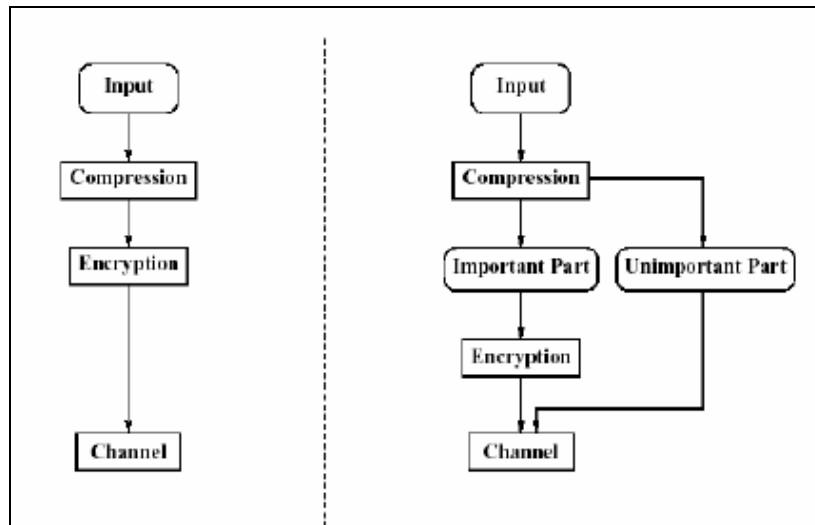 Input
Compression
Encryption
Channel
Input
Compression
Important Part
Unimportant Part
Encryption
Channel